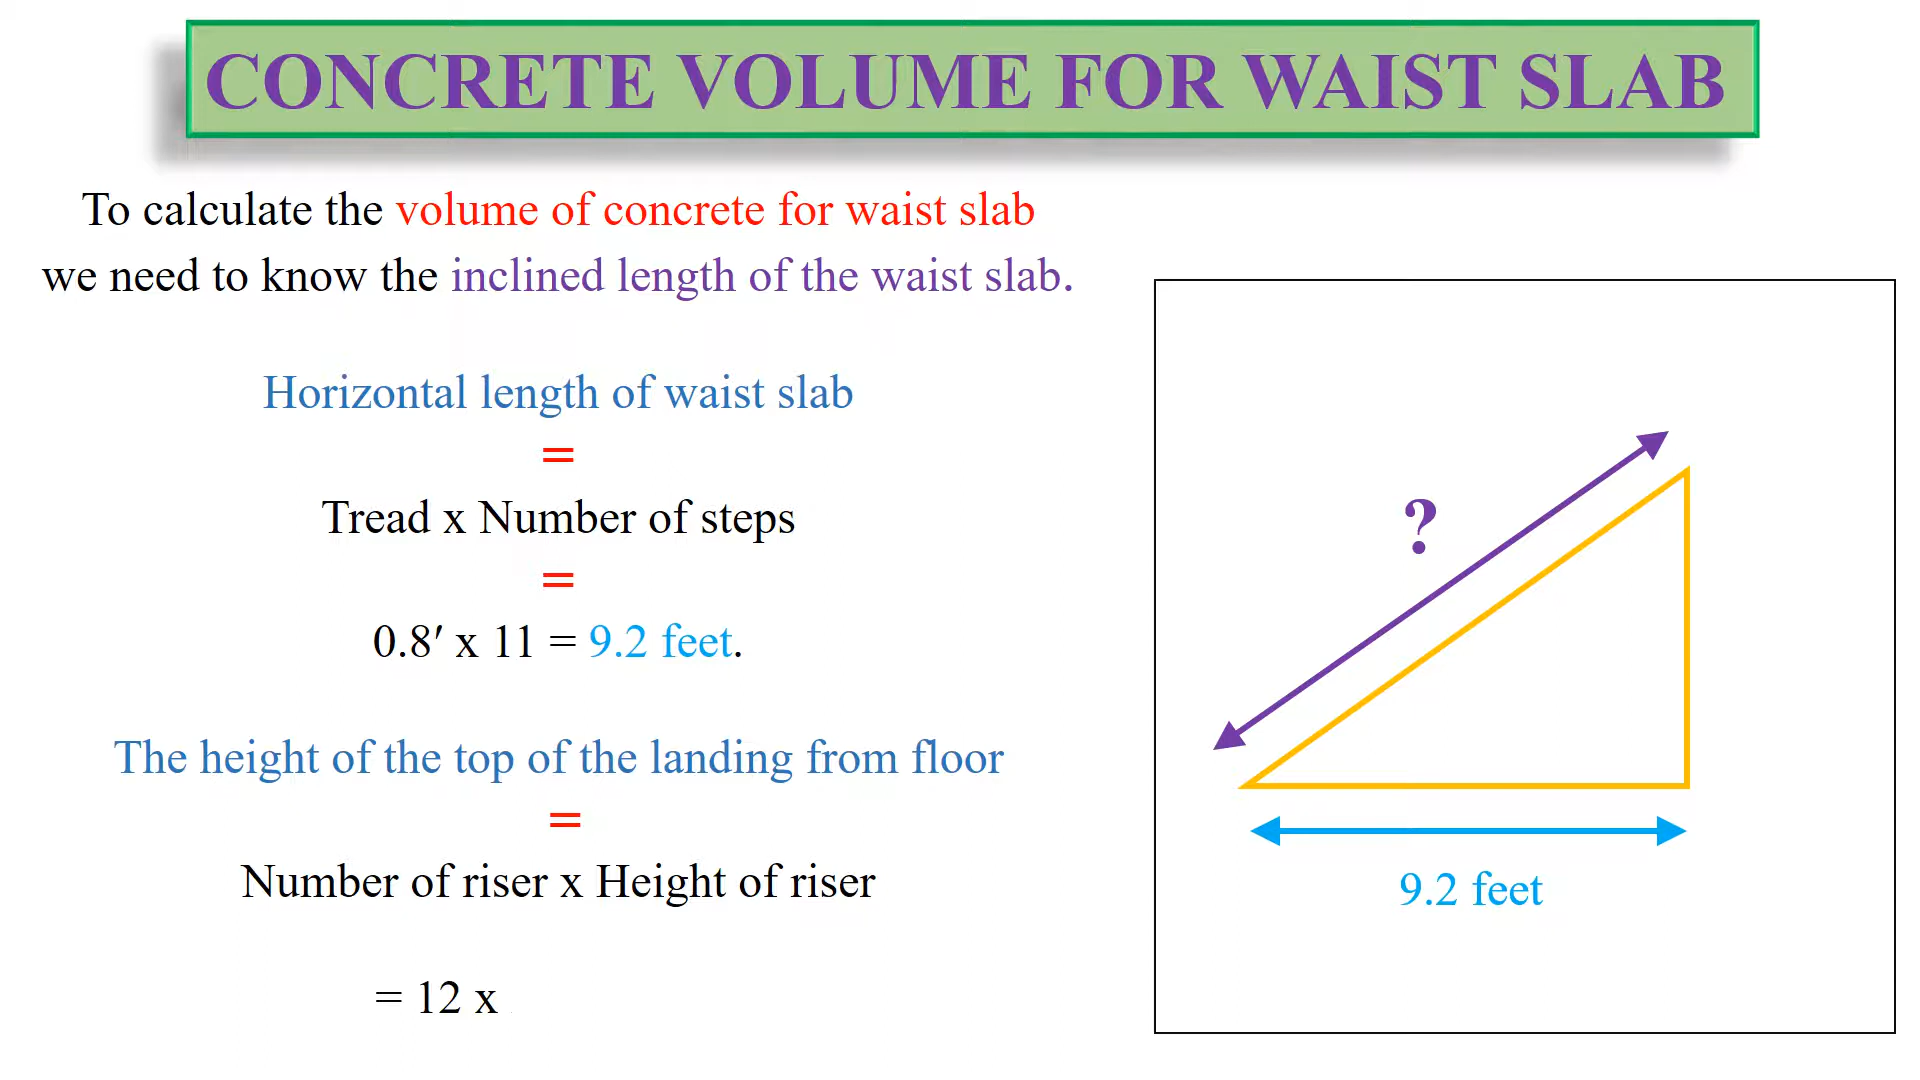 CONCRETE VOLUME FOR WAIST SLAB
To calculate the volume of concrete for waist slab
we need to know the inclined length of the waist slab.
Horizontal length of waist slab
=
Tread x Number of steps
=
0.8′ x 11 = 9.2 feet.
The height of the top of the landing from floor
=
Number of riser x Height of riser
= 12 x
?
9.2 feet